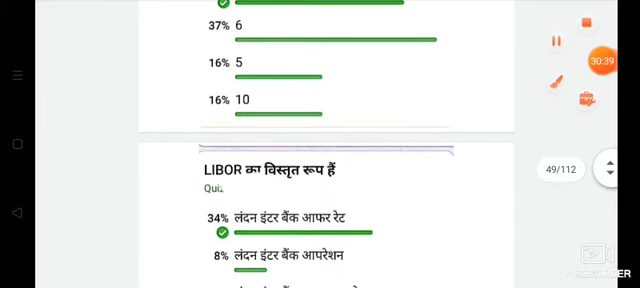 37% 6
16% 5
16% 10
30:39
49/112
LIBOR का विस्तृत रूप हैं
Quiz
34% लंदन इंटर बैंक आफर रेट
8% लंदन इंटर बैंक आपरेशन